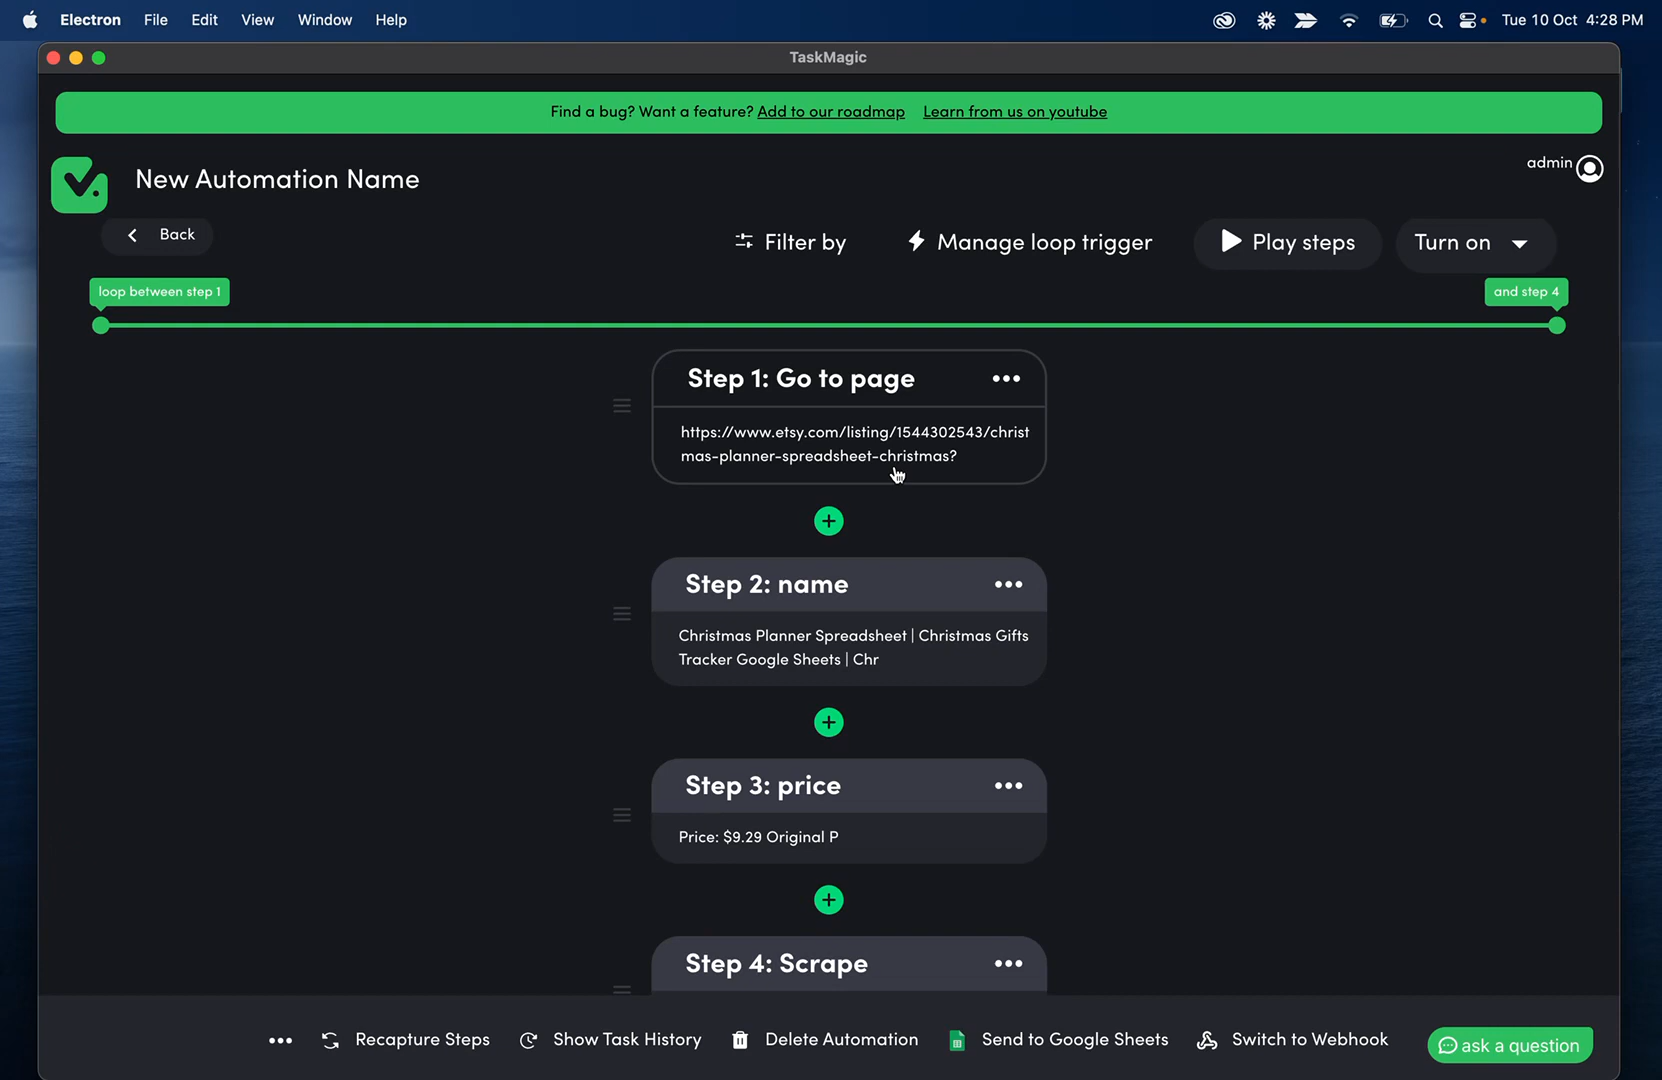 Electron File Edit View Window Help Tue 10 Oct 4:28 PM
TaskMagic
Find a bug? Want a feature? Add to our roadmap Learn from us on youtube
New Automation Name
admin
Back
Filter by Manage loop trigger Play steps Turn on
loop between step 1
and step 4
Step 1: Go to page
https://www.etsy.com/listing/1544302543/christ
mas-planner-spreadsheet-christmas?
Step 2: name
Christmas Planner Spreadsheet | Christmas Gifts
Tracker Google Sheets | Chr
Step 3: price
Price: $9.29 Original P
Step 4: Scrape
Recapture Steps Show Task History Delete Automation Send to Google Sheets Switch to Webhook
ask a question